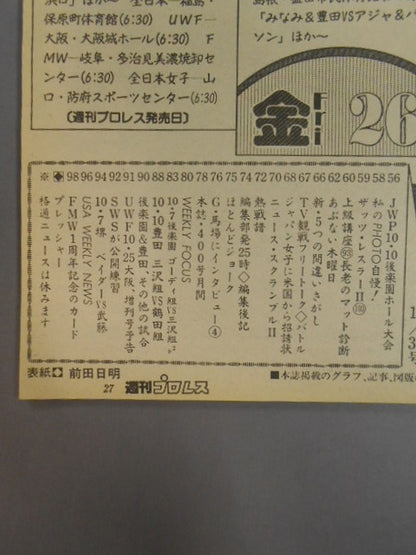 保原町体育館(6:30) UWF―
大阪・大阪城ホール(6:30) F
MW―岐阜・多治見美濃焼卸セ
ンター(6:30) 全日本女子―山
口・防府スポーツセンター(6:30)
〔週刊プロレス発売日〕
「みなみ&豊田VSアジャ&バ
ソン」ほか〜
金 Fri 26
56 JWP10・10後楽園ホール大会
58 私のPHOTO自慢!
59 ザッツ・レスラーII
60 上級講座㊝長老のマット診断
62 あぶない木曜日
68 新・5つの間違いさがし
70 TV観戦フリートーク◇バトル
72 ジャパン女子に米国から招請状
73 ニュース・スクランブルII
74 熱戦譜
76 編集部発25時◇編集後記
78 ほとんどジョーク
79 G・馬場にインタビュー④
80 本誌・400号月間
83 WEEKLY FOCUS
88 10・7後楽園 ゴーディ組VS三沢組
90 10・豊田 三沢組VS鶴田組
91 後楽園&豊田、その他の試合
92 UWF10・25大阪、増刊号予告
94 SWSが公開練習
96 10・7堺 ベイダーVS武藤
98 USA WEEKLY NEWS
◆ FMW1周年記念のカード
プレッシャー
※ 格通ニュースは休みます
表紙 前田日明
■本誌掲載のグラフ、記事、図版
27 週刊プロレス